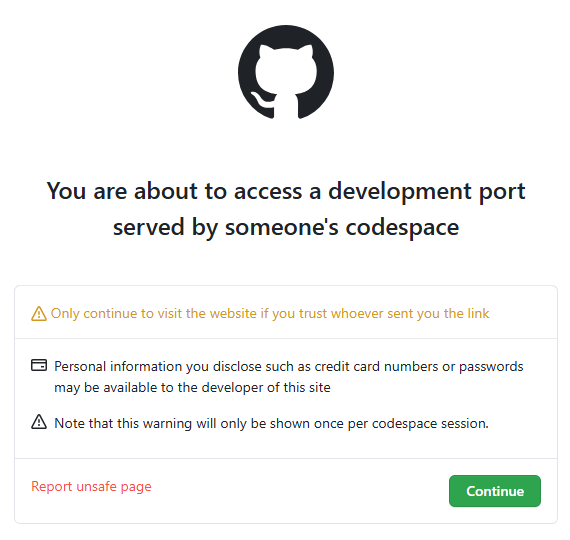 You are about to access a development port
served by someone's codespace
Only continue to visit the website if you trust whoever sent you the link
Personal information you disclose such as credit card numbers or passwords
may be available to the developer of this site
Note that this warning will only be shown once per codespace session.
Report unsafe page
Continue